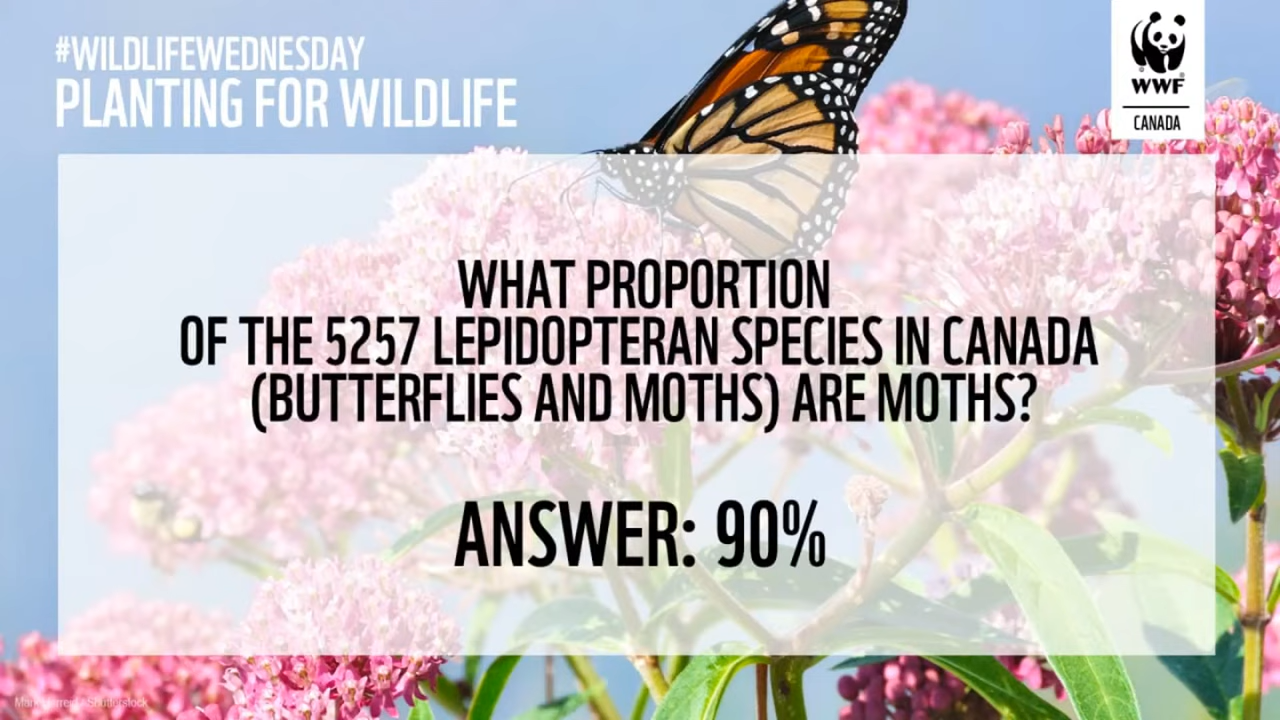 #WILDLIFEWEDNESDAY
PLANTING FOR WILDLIFE
WWF
CANADA
WHAT PROPORTION
OF THE 5257 LEPIDOPTERAN SPECIES IN CANADA
(BUTTERFLIES AND MOTHS) ARE MOTHS?
ANSWER: 90%
/ Shutterstock